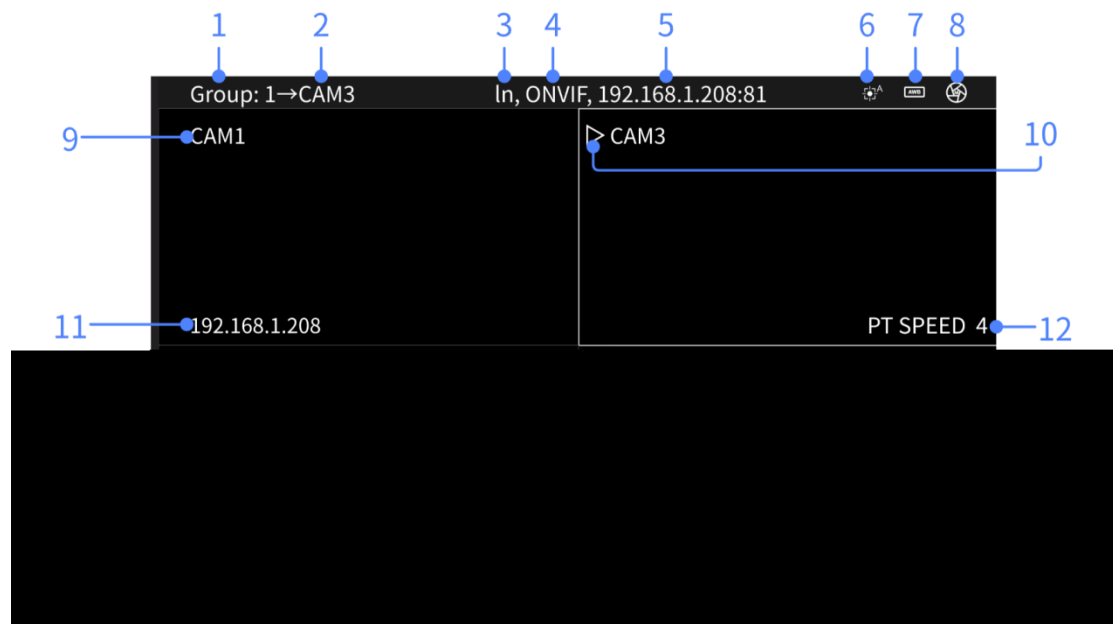 1 2 3 4 5 6 7 8
Group: 1→CAM3 ln, ONVIF, 192.168.1.208:81 A AWB
9 CAM1 CAM3 10
11 192.168.1.208 PT SPEED 4 12